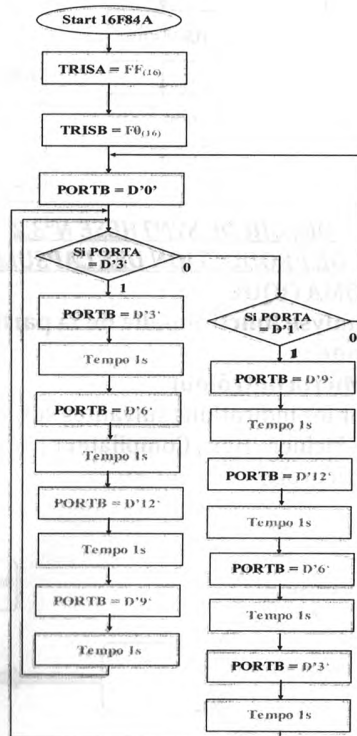 Start 16F84A
TRISA = FF(16)
TRISB = F0(16)
PORTB = D'0'
Si PORTA
= D'3'
0
1
PORTB = D'3'
Tempo 1s
PORTB = D'6'
Tempo 1s
PORTB = D'12'
Tempo 1s
PORTB = D'9'
Tempo 1s
Si PORTA
= D'1'
0
1
PORTB = D'9'
Tempo 1s
PORTB = D'12'
Tempo 1s
PORTB = D'6'
Tempo 1s
PORTB = D'3'
Tempo 1s